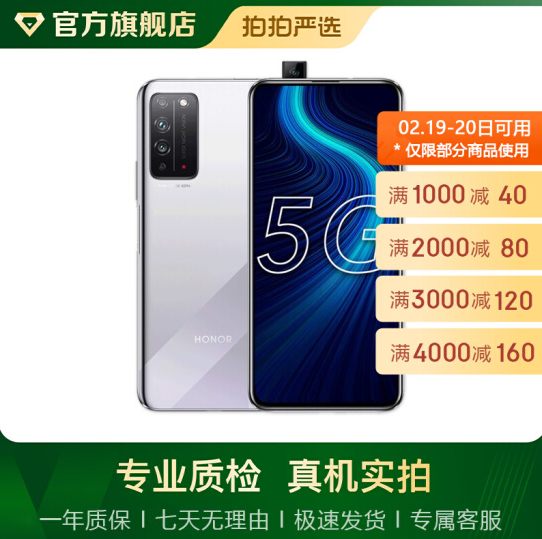 官方旗舰店
拍拍严选
02.19-20日可用
* 仅限部分商品使用
满1000减40
满2000减80
满3000减120
满4000减160
5G
HONOR
专业质检 真机实拍
一年质保 | 七天无理由 | 极速发货 | 专属客服